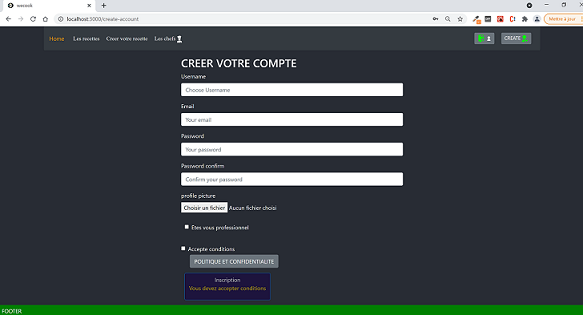 wecook
localhost:3000/create-account
Mettre à jour
Home Les recettes Creer votre recette Les chefs
CREATE
CREER VOTRE COMPTE
Username
Choose Username
Email
Your email
Password
Your password
Password confirm
Confirm your password
profile picture
Choisir un fichier Aucun fichier choisi
Etes vous professionnel
Accepte conditions
POLITIQUE ET CONFIDENTIALITE
Inscription
Vous devez accepter conditions
FOOTER